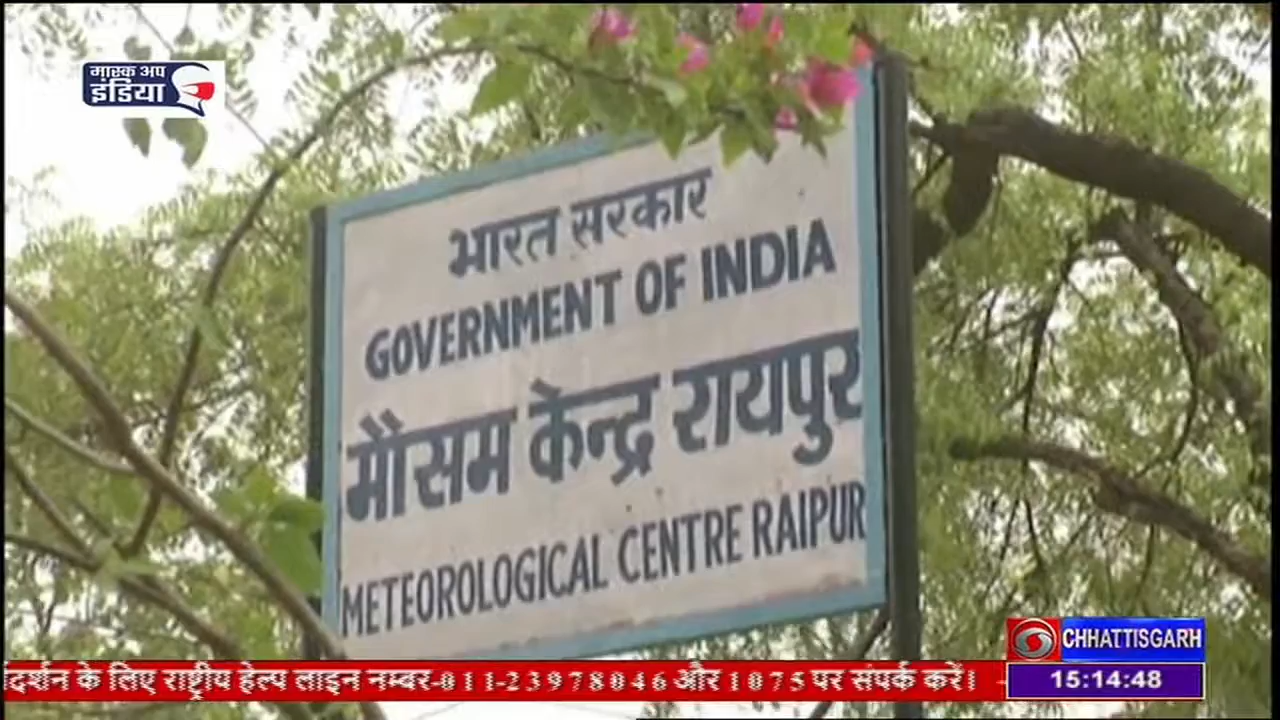 मास्क अप
इंडिया
भारत सरकार
GOVERNMENT OF INDIA
मौसम केन्द्र रायपुर
METEOROLOGICAL CENTRE RAIPUR
CHHATTISGARH
र्दर्शन के लिए राष्ट्रीय हेल्प लाइन नम्बर-011-23978046 और 1075 पर संपर्क करें।
15:14:48